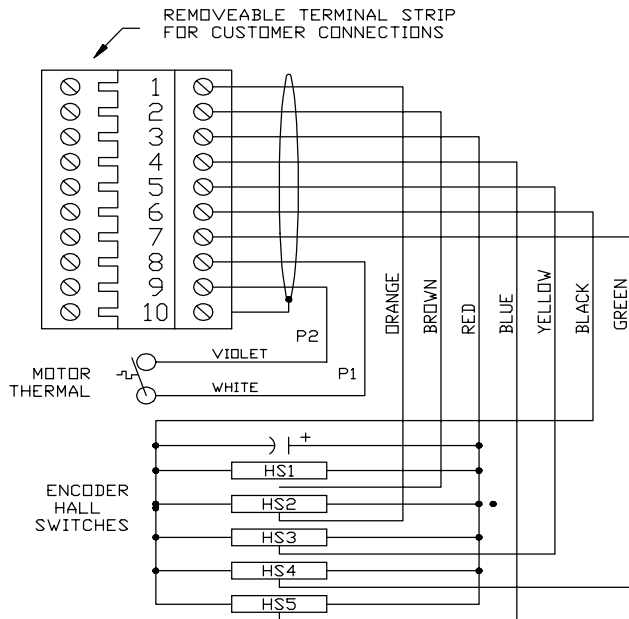 REMOVEABLE TERMINAL STRIP
FOR CUSTOMER CONNECTIONS
1
2
3
4
5
6
7
8
9
10
ORANGE
BROWN
RED
BLUE
YELLOW
BLACK
GREEN
P2
VIOLET
P1
WHITE
MOTOR
THERMAL
+
HS1
HS2
HS3
HS4
HS5
ENCODER
HALL
SWITCHES